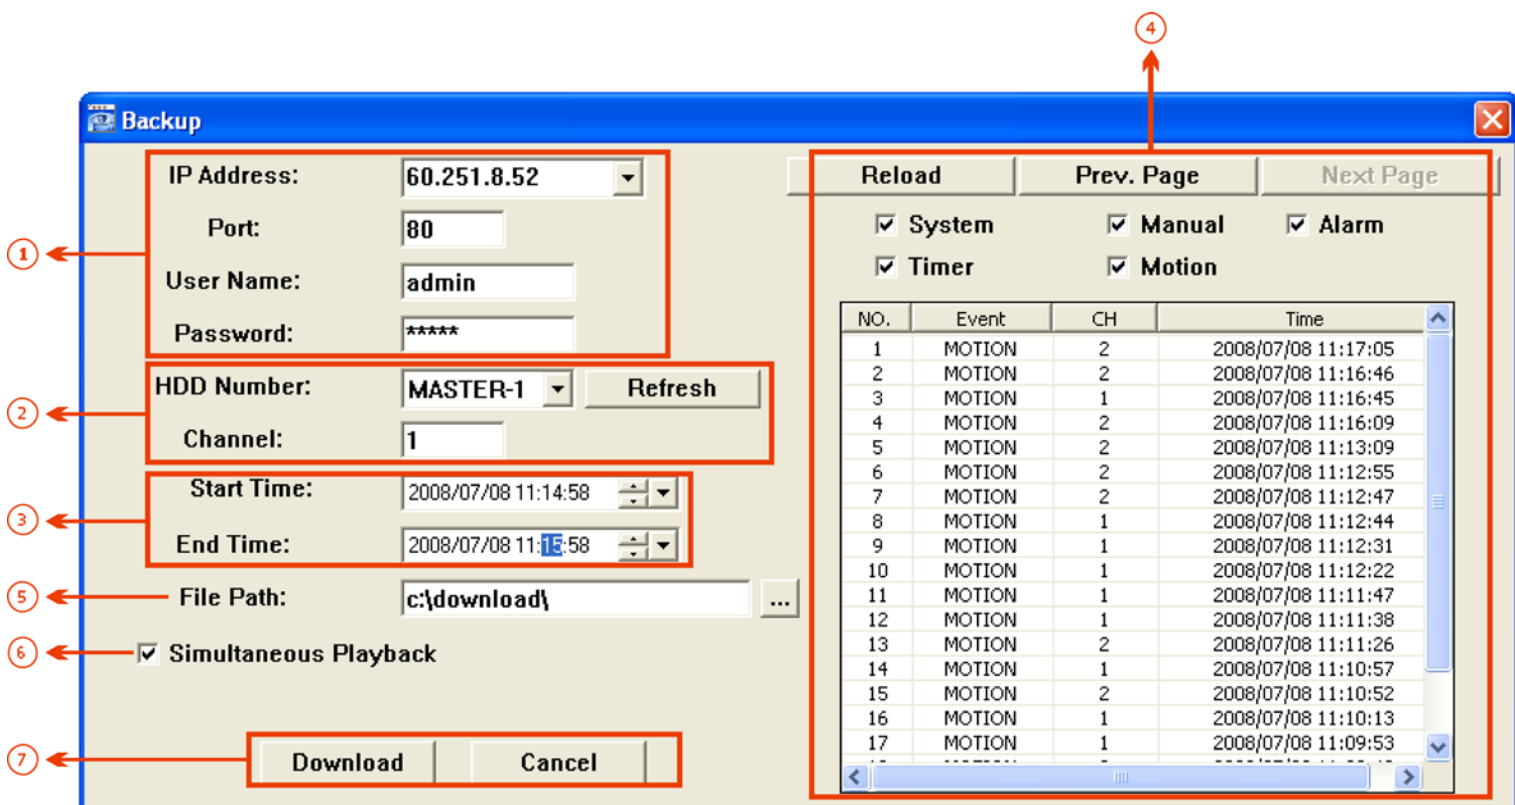 4
Backup
1
IP Address: 60.251.8.52
Port: 80
User Name: admin
Password: *****
2
HDD Number: MASTER-1 Refresh
Channel: 1
3
Start Time: 2008/07/08 11:14:58
End Time: 2008/07/08 11:15:58
5
File Path: c:\download\ ...
6
Simultaneous Playback
7
Download Cancel
Reload Prev. Page Next Page
System Manual Alarm
Timer Motion
NO. Event CH Time
1 MOTION 2 2008/07/08 11:17:05
2 MOTION 2 2008/07/08 11:16:46
3 MOTION 1 2008/07/08 11:16:45
4 MOTION 2 2008/07/08 11:16:09
5 MOTION 2 2008/07/08 11:13:09
6 MOTION 2 2008/07/08 11:12:55
7 MOTION 2 2008/07/08 11:12:47
8 MOTION 1 2008/07/08 11:12:44
9 MOTION 1 2008/07/08 11:12:31
10 MOTION 1 2008/07/08 11:12:22
11 MOTION 1 2008/07/08 11:11:47
12 MOTION 1 2008/07/08 11:11:38
13 MOTION 2 2008/07/08 11:11:26
14 MOTION 1 2008/07/08 11:10:57
15 MOTION 2 2008/07/08 11:10:52
16 MOTION 1 2008/07/08 11:10:13
17 MOTION 1 2008/07/08 11:09:53